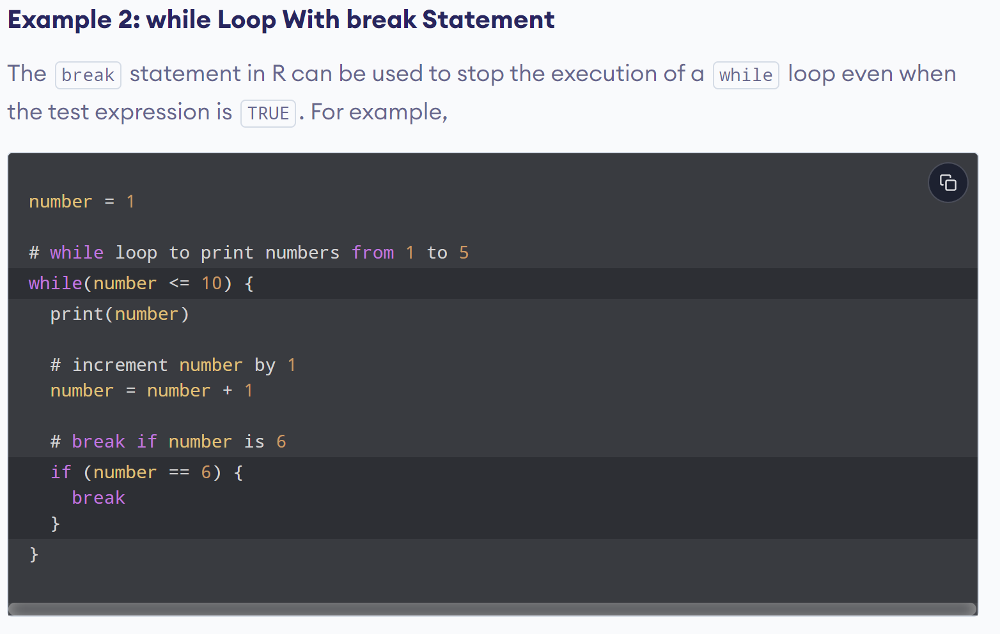 Example 2: while Loop With break Statement
The break statement in R can be used to stop the execution of a while loop even when
the test expression is TRUE . For example,
number = 1
# while loop to print numbers from 1 to 5
while(number <= 10) {
  print(number)
  # increment number by 1
  number = number + 1
  # break if number is 6
  if (number == 6) {
    break
  }
}